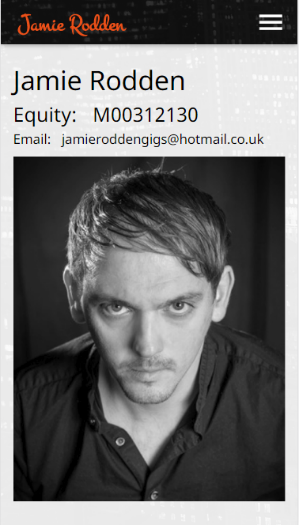 Jamie Rodden
Jamie Rodden
Equity: M00312130
Email: jamieroddengigs@hotmail.co.uk